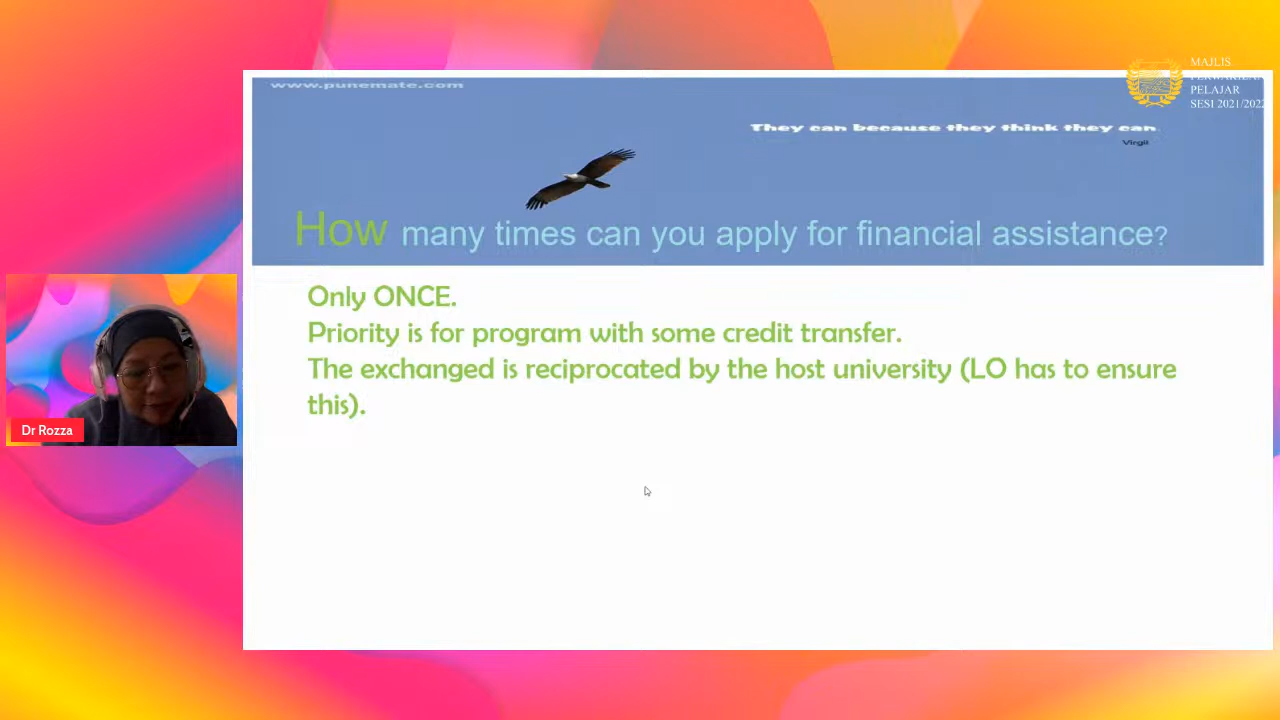 www.punemate.com
MAJLIS
PERWAKILAN
PELAJAR
SESI 2021/2022
They can because they think they can
Virgil
How many times can you apply for financial assistance?
Only ONCE.
Priority is for program with some credit transfer.
The exchanged is reciprocated by the host university (LO has to ensure
this).
Dr Rozza